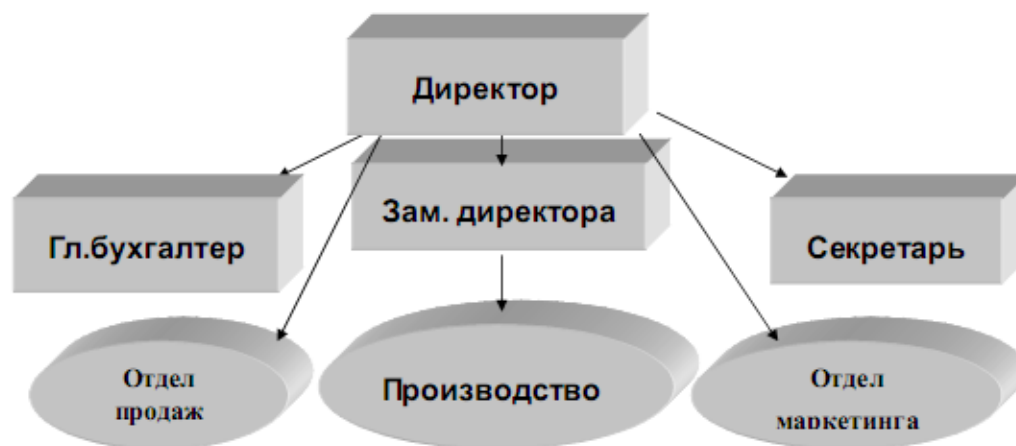 Директор
Зам. директора
Гл.бухгалтер
Секретарь
Отдел
продаж
Производство
Отдел
маркетинга